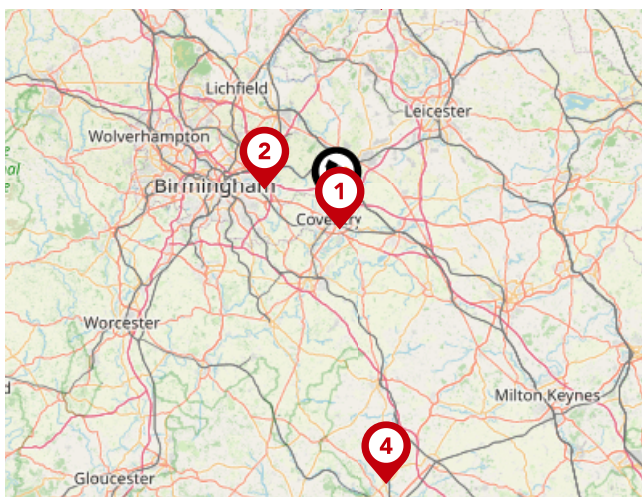 Lichfield
Leicester
Wolverhampton
2
Birmingham
1
Coventry
Worcester
Milton Keynes
4
Gloucester